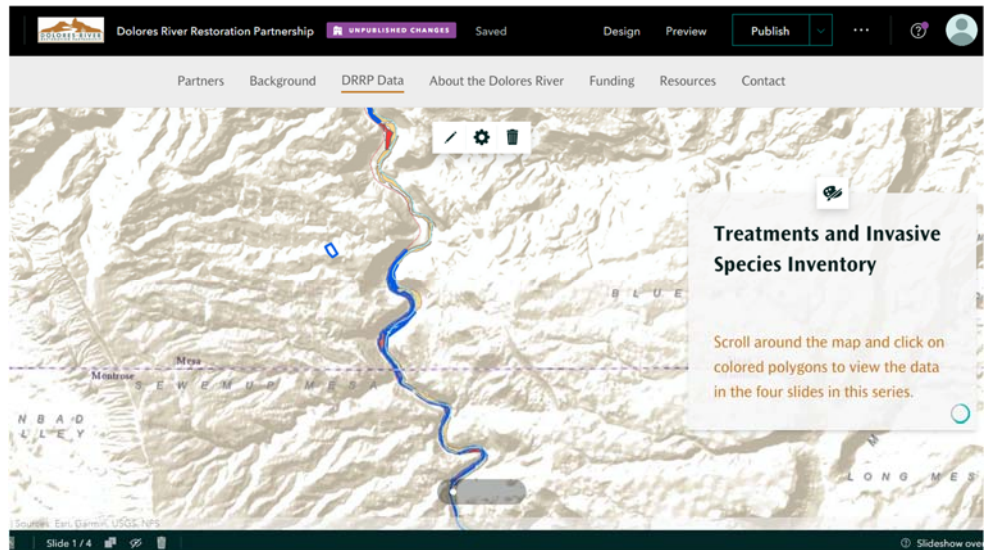 DOLORES RIVER
Dolores River Restoration Partnership
UNPUBLISHED CHANGES
Saved
Design
Preview
Publish
Partners
Background
DRRP Data
About the Dolores River
Funding
Resources
Contact
Treatments and Invasive
Species Inventory
Scroll around the map and click on
colored polygons to view the data
in the four slides in this series.
B L U E
Mesa
Montrose
S E W E M U P M E S A
N B A D
L L E Y
M
L O N G M E S
Sources: Esri, Garmin, USGS, NPS
Slide 1 / 4
Slideshow over